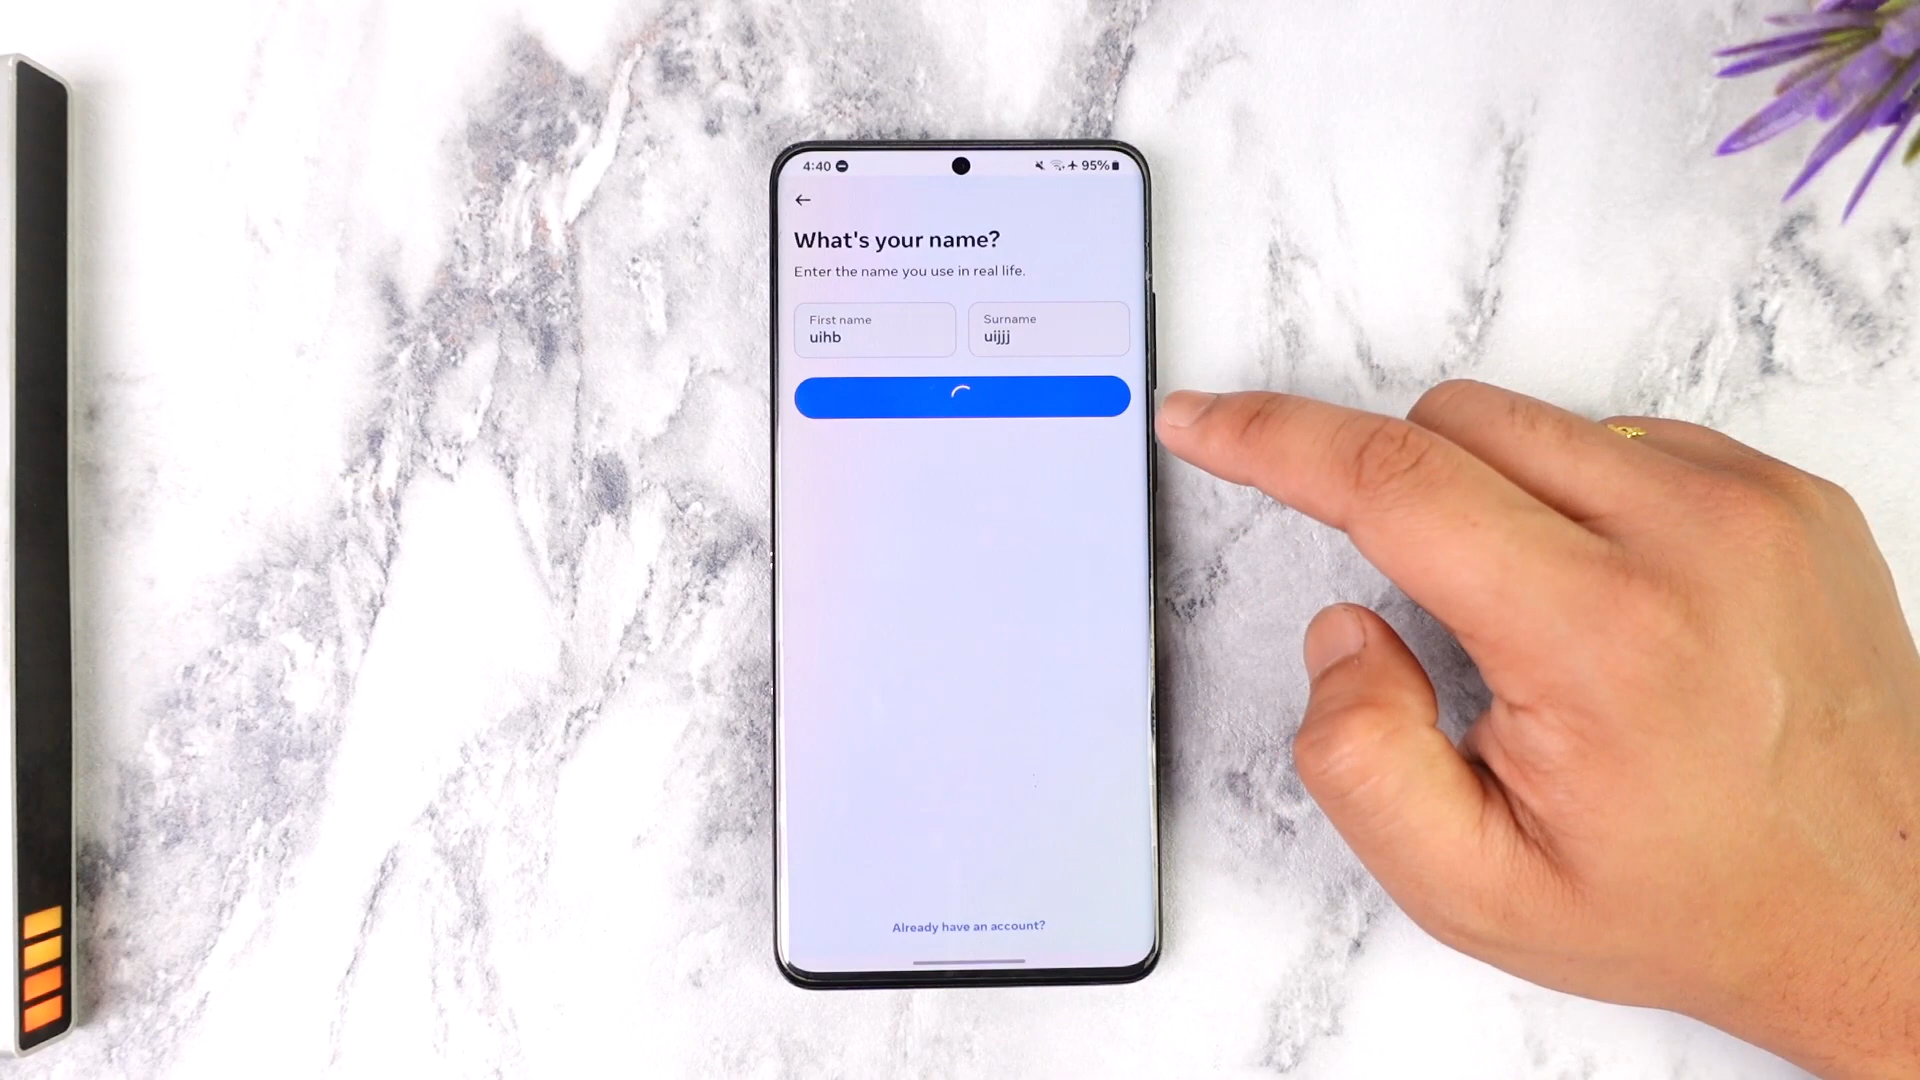 4:40 95%
What's your name?
Enter the name you use in real life.
First name Surname
uihb uijjj
Already have an account?